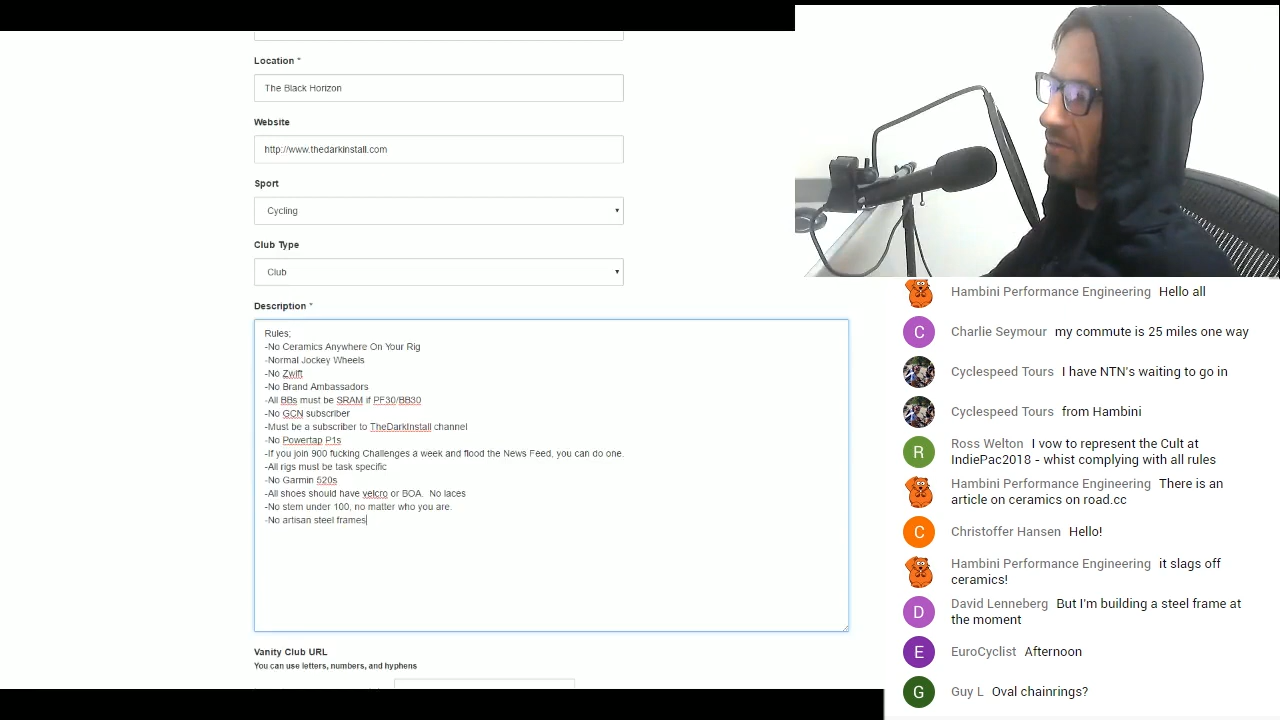 Location *
The Black Horizon
Website
http://www.thedarkinstall.com
Sport
Cycling
Club Type
Club
Description *
Rules;
-No Ceramics Anywhere On Your Rig
-Normal Jockey Wheels
-No Zwift
-No Brand Ambassadors
-All BBs must be SRAM if PF30/BB30
-No GCN subscriber
-Must be a subscriber to TheDarkInstall channel
-No Powertap P1s
-If you join 900 fucking Challenges a week and flood the News Feed, you can do one.
-All rigs must be task specific
-No Garmin 520s
-All shoes should have velcro or BOA.  No laces
-No stem under 100, no matter who you are.
-No artisan steel frames
Vanity Club URL
You can use letters, numbers, and hyphens
Hambini Performance Engineering Hello all
C Charlie Seymour my commute is 25 miles one way
Cyclespeed Tours I have NTN's waiting to go in
Cyclespeed Tours from Hambini
R Ross Welton I vow to represent the Cult at
IndiePac2018 - whist complying with all rules
Hambini Performance Engineering There is an
article on ceramics on road.cc
C Christoffer Hansen Hello!
Hambini Performance Engineering it slags off
ceramics!
D David Lenneberg But I'm building a steel frame at
the moment
E EuroCyclist Afternoon
G Guy L Oval chainrings?